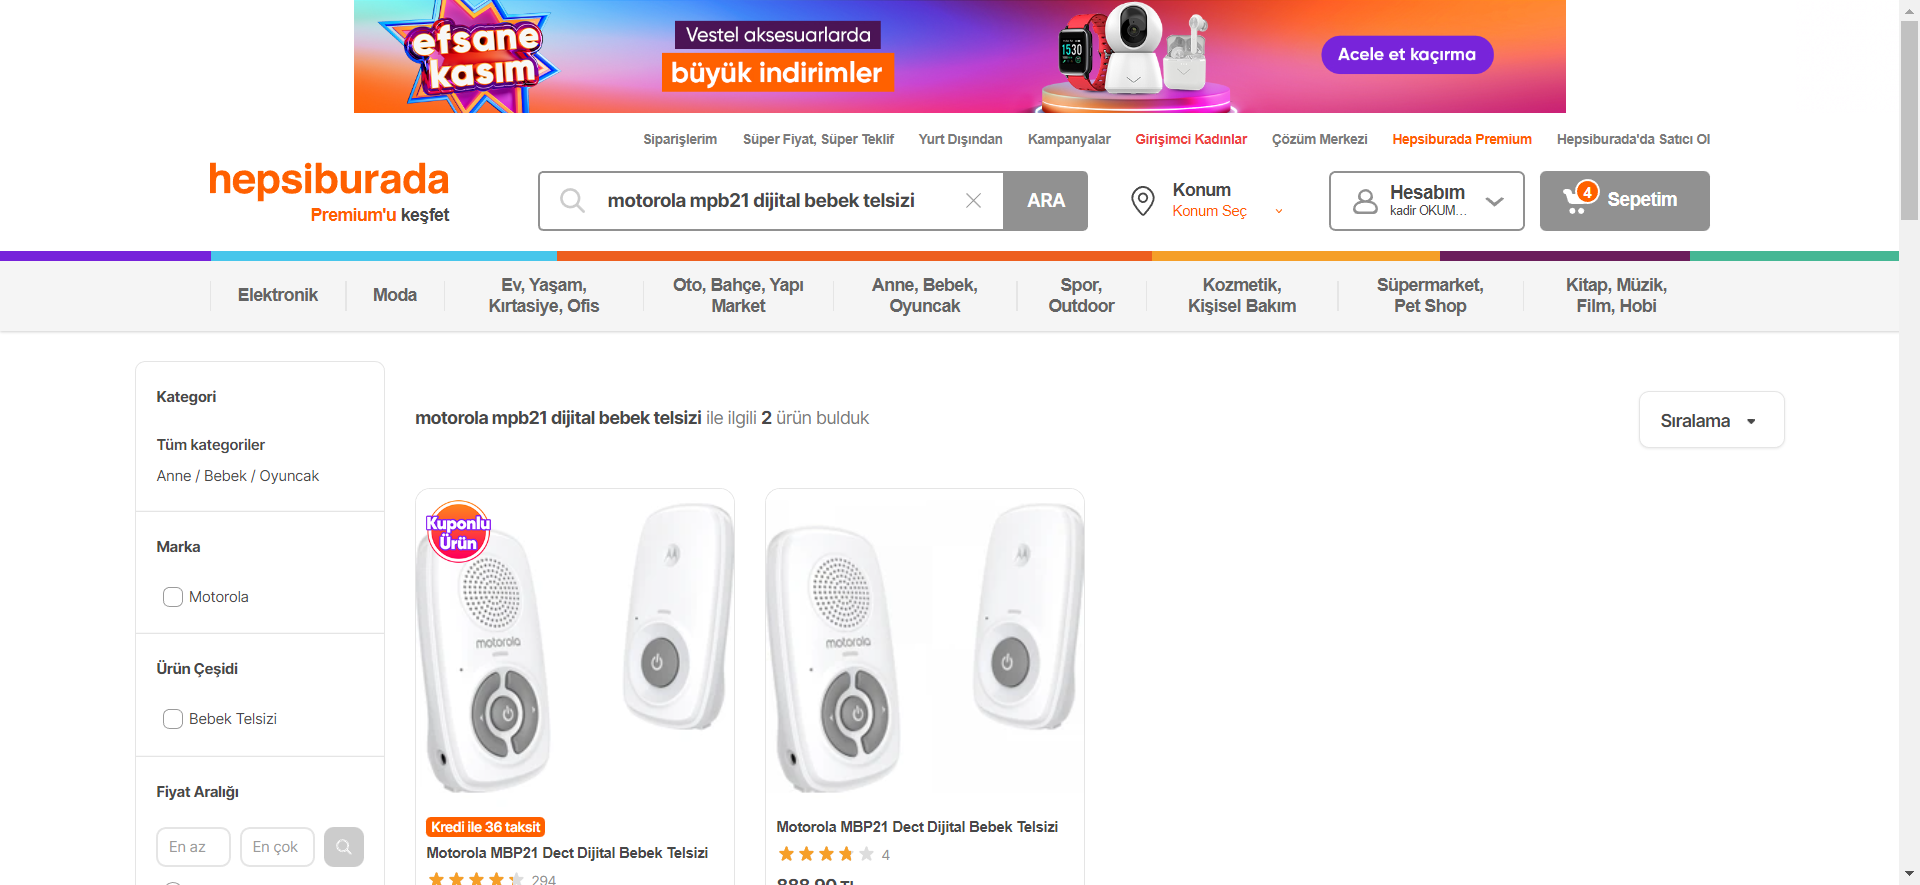 efsane
kasım
Vestel aksesuarlarda
büyük indirimler
1530
Acele et kaçırma
Siparişlerim
Süper Fiyat, Süper Teklif
Yurt Dışından
Kampanyalar
Girişimci Kadınlar
Çözüm Merkezi
Hepsiburada Premium
Hepsiburada'da Satıcı Ol
hepsiburada
Premium'u keşfet
motorola mpb21 dijital bebek telsizi
ARA
Konum
Konum Seç
Hesabım
kadir OKUM...
4
Sepetim
Elektronik
Moda
Ev, Yaşam,
Kırtasiye, Ofis
Oto, Bahçe, Yapı
Market
Anne, Bebek,
Oyuncak
Spor,
Outdoor
Kozmetik,
Kişisel Bakım
Süpermarket,
Pet Shop
Kitap, Müzik,
Film, Hobi
Kategori
Tüm kategoriler
Anne / Bebek / Oyuncak
Marka
Motorola
Ürün Çeşidi
Bebek Telsizi
Fiyat Aralığı
En az
En çok
motorola mpb21 dijital bebek telsizi ile ilgili 2 ürün bulduk
Sıralama
Kuponlu
Ürün
motorola
Kredi ile 36 taksit
Motorola MBP21 Dect Dijital Bebek Telsizi
294
motorola
Motorola MBP21 Dect Dijital Bebek Telsizi
4
888,90 TL